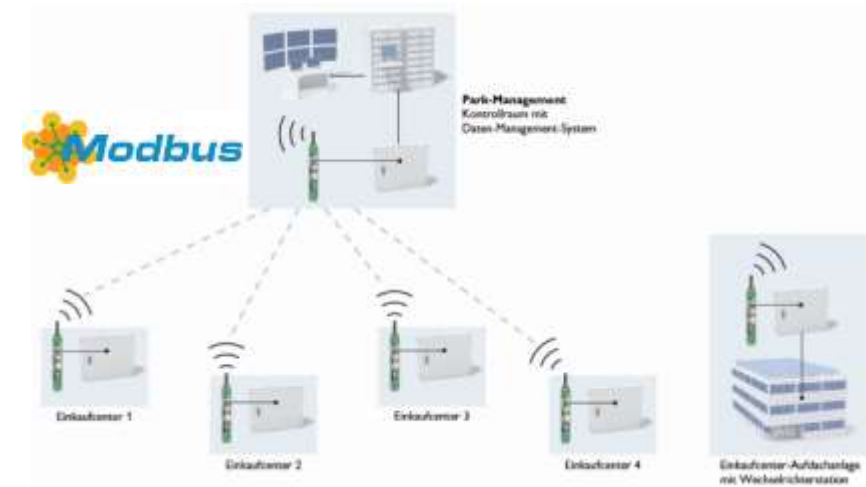 Modbus
Park-Management
Kontrollraum mit
Daten-Management-System
Einkaufcenter 1
Einkaufcenter 2
Einkaufcenter 3
Einkaufcenter 4
Einkaufcenter-Aufdachanlage
mit Wechselrichterstation